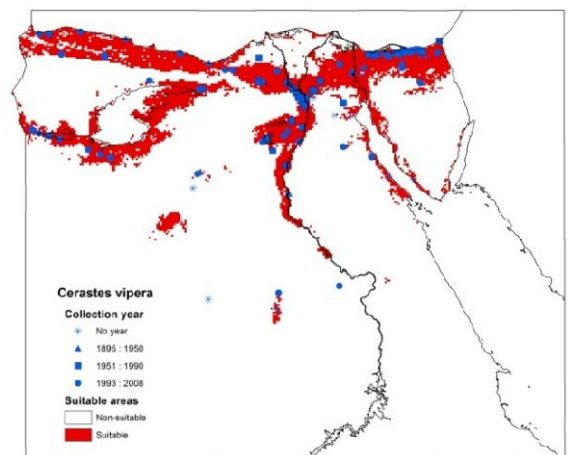 Cerastes vipera
Collection year
No year
1895 : 1950
1951 : 1990
1993 : 2008
Suitable areas
Non-suitable
Suitable